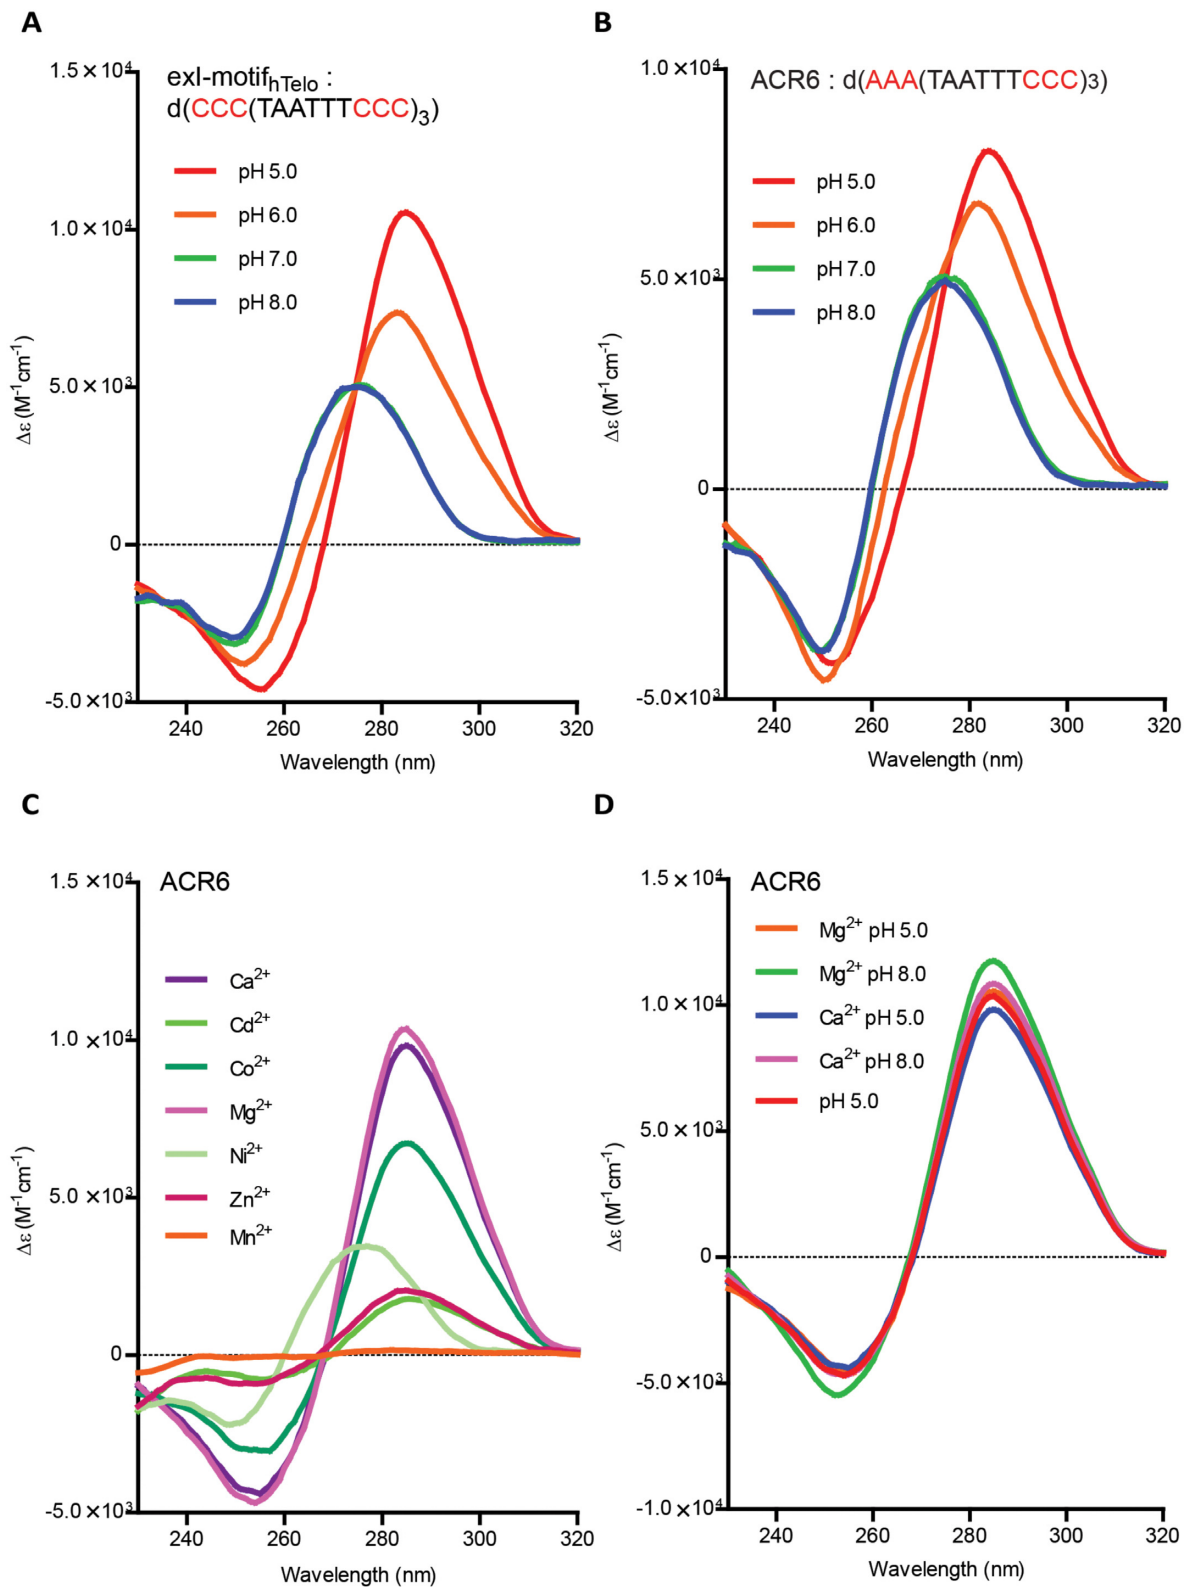 A
exI-motif_hTelo :
d(CCC(TAATTTCCC)₃)
pH 5.0
pH 6.0
pH 7.0
pH 8.0
1.5 × 10⁴
1.0 × 10⁴
5.0 × 10³
0
-5.0 × 10³
Δε (M⁻¹cm⁻¹)
240 260 280 300 320
Wavelength (nm)
B
ACR6 : d(AAA(TAATTTCCC)₃)
pH 5.0
pH 6.0
pH 7.0
pH 8.0
1.0 × 10⁴
5.0 × 10³
0
-5.0 × 10³
Δε (M⁻¹cm⁻¹)
240 260 280 300 320
Wavelength (nm)
C
ACR6
Ca²⁺
Cd²⁺
Co²⁺
Mg²⁺
Ni²⁺
Zn²⁺
Mn²⁺
1.5 × 10⁴
1.0 × 10⁴
5.0 × 10³
0
-5.0 × 10³
Δε (M⁻¹cm⁻¹)
240 260 280 300 320
Wavelength (nm)
D
ACR6
Mg²⁺ pH 5.0
Mg²⁺ pH 8.0
Ca²⁺ pH 5.0
Ca²⁺ pH 8.0
pH 5.0
1.5 × 10⁴
1.0 × 10⁴
5.0 × 10³
0
-5.0 × 10³
-1.0 × 10⁴
Δε (M⁻¹cm⁻¹)
240 260 280 300 320
Wavelength (nm)